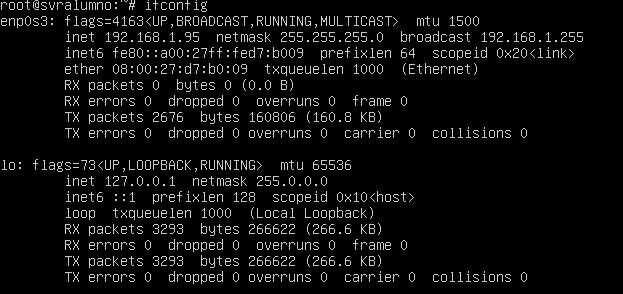 root@svralumno:~# ifconfig
enp0s3: flags=4163<UP,BROADCAST,RUNNING,MULTICAST>  mtu 1500
        inet 192.168.1.95  netmask 255.255.255.0  broadcast 192.168.1.255
        inet6 fe80::a00:27ff:fed7:b009  prefixlen 64  scopeid 0x20<link>
        ether 08:00:27:d7:b0:09  txqueuelen 1000  (Ethernet)
        RX packets 0  bytes 0 (0.0 B)
        RX errors 0  dropped 0  overruns 0  frame 0
        TX packets 2676  bytes 160806 (160.8 KB)
        TX errors 0  dropped 0 overruns 0  carrier 0  collisions 0

lo: flags=73<UP,LOOPBACK,RUNNING>  mtu 65536
        inet 127.0.0.1  netmask 255.0.0.0
        inet6 ::1  prefixlen 128  scopeid 0x10<host>
        loop  txqueuelen 1000  (Local Loopback)
        RX packets 3293  bytes 266622 (266.6 KB)
        RX errors 0  dropped 0  overruns 0  frame 0
        TX packets 3293  bytes 266622 (266.6 KB)
        TX errors 0  dropped 0 overruns 0  carrier 0  collisions 0